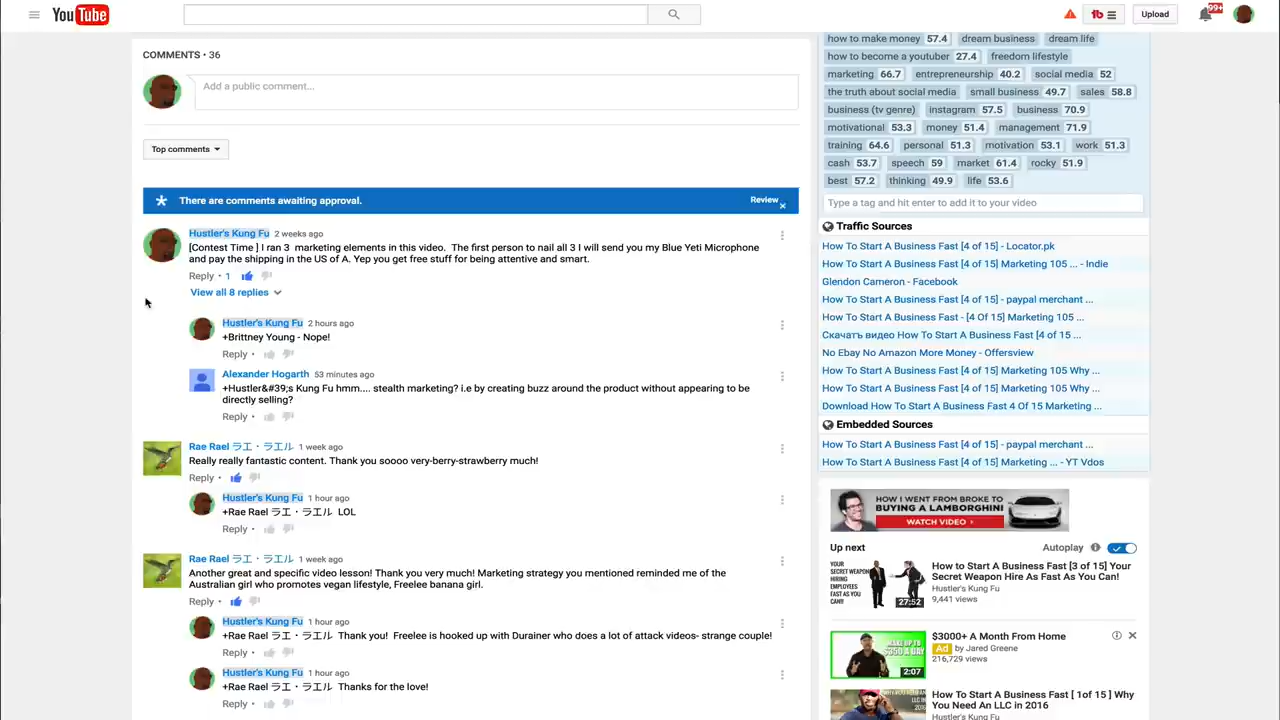 YouTube
Upload
99+
COMMENTS • 36
Add a public comment...
Top comments
There are comments awaiting approval.
Review
Hustler's Kung Fu 2 weeks ago
[Contest Time ] I ran 3 marketing elements in this video. The first person to nail all 3 I will send you my Blue Yeti Microphone
and pay the shipping in the US of A. Yep you get free stuff for being attentive and smart.
Reply • 1
View all 8 replies
Hustler's Kung Fu 2 hours ago
+Brittney Young - Nope!
Reply •
Alexander Hogarth 53 minutes ago
+Hustler&#39;s Kung Fu hmm.... stealth marketing? i.e by creating buzz around the product without appearing to be
directly selling?
Reply •
Rae Rael ラエ・ラエル 1 week ago
Really really fantastic content. Thank you soooo very-berry-strawberry much!
Reply •
Hustler's Kung Fu 1 hour ago
+Rae Rael ラエ・ラエル LOL
Reply •
Rae Rael ラエ・ラエル 1 week ago
Another great and specific video lesson! Thank you very much! Marketing strategy you mentioned reminded me of the
Australian girl who promotes vegan lifestyle, Freelee banana girl.
Reply •
Hustler's Kung Fu 1 hour ago
+Rae Rael ラエ・ラエル Thank you! Freelee is hooked up with Durainer who does a lot of attack videos- strange couple!
Reply •
Hustler's Kung Fu 1 hour ago
+Rae Rael ラエ・ラエル Thanks for the love!
Reply •
how to make money 57.4 dream business dream life
how to become a youtuber 27.4 freedom lifestyle
marketing 66.7 entrepreneurship 40.2 social media 52
the truth about social media small business 49.7 sales 58.8
business (tv genre) instagram 57.5 business 70.9
motivational 53.3 money 51.4 management 71.9
training 64.6 personal 51.3 motivation 53.1 work 51.3
cash 53.7 speech 59 market 61.4 rocky 51.9
best 57.2 thinking 49.9 life 53.6
Type a tag and hit enter to add it to your video
Traffic Sources
How To Start A Business Fast [4 of 15] - Locator.pk
How To Start A Business Fast [4 of 15] Marketing 105 ... - Indie
Glendon Cameron - Facebook
How To Start A Business Fast [4 of 15] - paypal merchant ...
How To Start A Business Fast - [4 Of 15] Marketing 106 ...
Скачать видео How To Start A Business Fast [4 of 15 ...
No Ebay No Amazon More Money - Offersview
How To Start A Business Fast [4 of 15] Marketing 105 Why ...
How To Start A Business Fast [4 of 15] Marketing 105 Why ...
Download How To Start A Business Fast 4 Of 15 Marketing ...
Embedded Sources
How To Start A Business Fast [4 of 15] - paypal merchant ...
How To Start A Business Fast [4 of 15] Marketing ... - YT Vdos
HOW I WENT FROM BROKE TO
BUYING A LAMBORGHINI
WATCH VIDEO
Up next
Autoplay
YOUR
SECRET WEAPON
HIRING
EMPLOYEES
FAST AS YOU
CAN!!
27:52
How to Start A Business Fast [3 of 15] Your
Secret Weapon Hire As Fast As You Can!
Hustler's Kung Fu
9,441 views
2:07
$3000+ A Month From Home
Ad by Jared Greene
216,729 views
How To Start A Business Fast [ 1of 15 ] Why
You Need An LLC in 2016
Hustler's Kung Fu